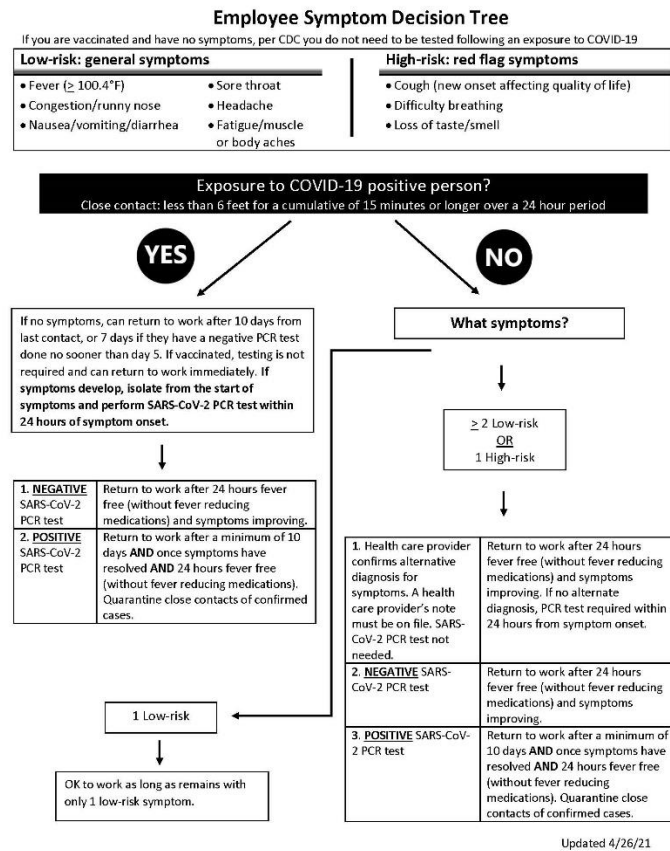 Employee Symptom Decision Tree
If you are vaccinated and have no symptoms, per CDC you do not need to be tested following an exposure to COVID-19
Low-risk: general symptoms
• Fever (≥ 100.4°F)
• Congestion/runny nose
• Nausea/vomiting/diarrhea
• Sore throat
• Headache
• Fatigue/muscle
or body aches
High-risk: red flag symptoms
• Cough (new onset affecting quality of life)
• Difficulty breathing
• Loss of taste/smell
Exposure to COVID-19 positive person?
Close contact: less than 6 feet for a cumulative of 15 minutes or longer over a 24 hour period
YES
NO
If no symptoms, can return to work after 10 days from
last contact, or 7 days if they have a negative PCR test
done no sooner than day 5. If vaccinated, testing is not
required and can return to work immediately. If
symptoms develop, isolate from the start of
symptoms and perform SARS-CoV-2 PCR test within
24 hours of symptom onset.
1. NEGATIVE
SARS-CoV-2
PCR test
Return to work after 24 hours fever
free (without fever reducing
medications) and symptoms improving.
2. POSITIVE
SARS-CoV-2
PCR test
Return to work after a minimum of 10
days AND once symptoms have
resolved AND 24 hours fever free
(without fever reducing medications).
Quarantine close contacts of confirmed
cases.
What symptoms?
≥ 2 Low-risk
OR
1 High-risk
1. Health care provider
confirms alternative
diagnosis for
symptoms. A health
care provider's note
must be on file. SARS-
CoV-2 PCR test not
needed.
Return to work after 24 hours
fever free (without fever reducing
medications) and symptoms
improving. If no alternate
diagnosis, PCR test required within
24 hours from symptom onset.
2. NEGATIVE SARS-
CoV-2 PCR test
Return to work after 24 hours
fever free (without fever reducing
medications) and symptoms
improving.
3. POSITIVE SARS-CoV-
2 PCR test
Return to work after a minimum of
10 days AND once symptoms have
resolved AND 24 hours fever free
(without fever reducing
medications). Quarantine close
contacts of confirmed cases.
1 Low-risk
OK to work as long as remains with
only 1 low-risk symptom.
Updated 4/26/21